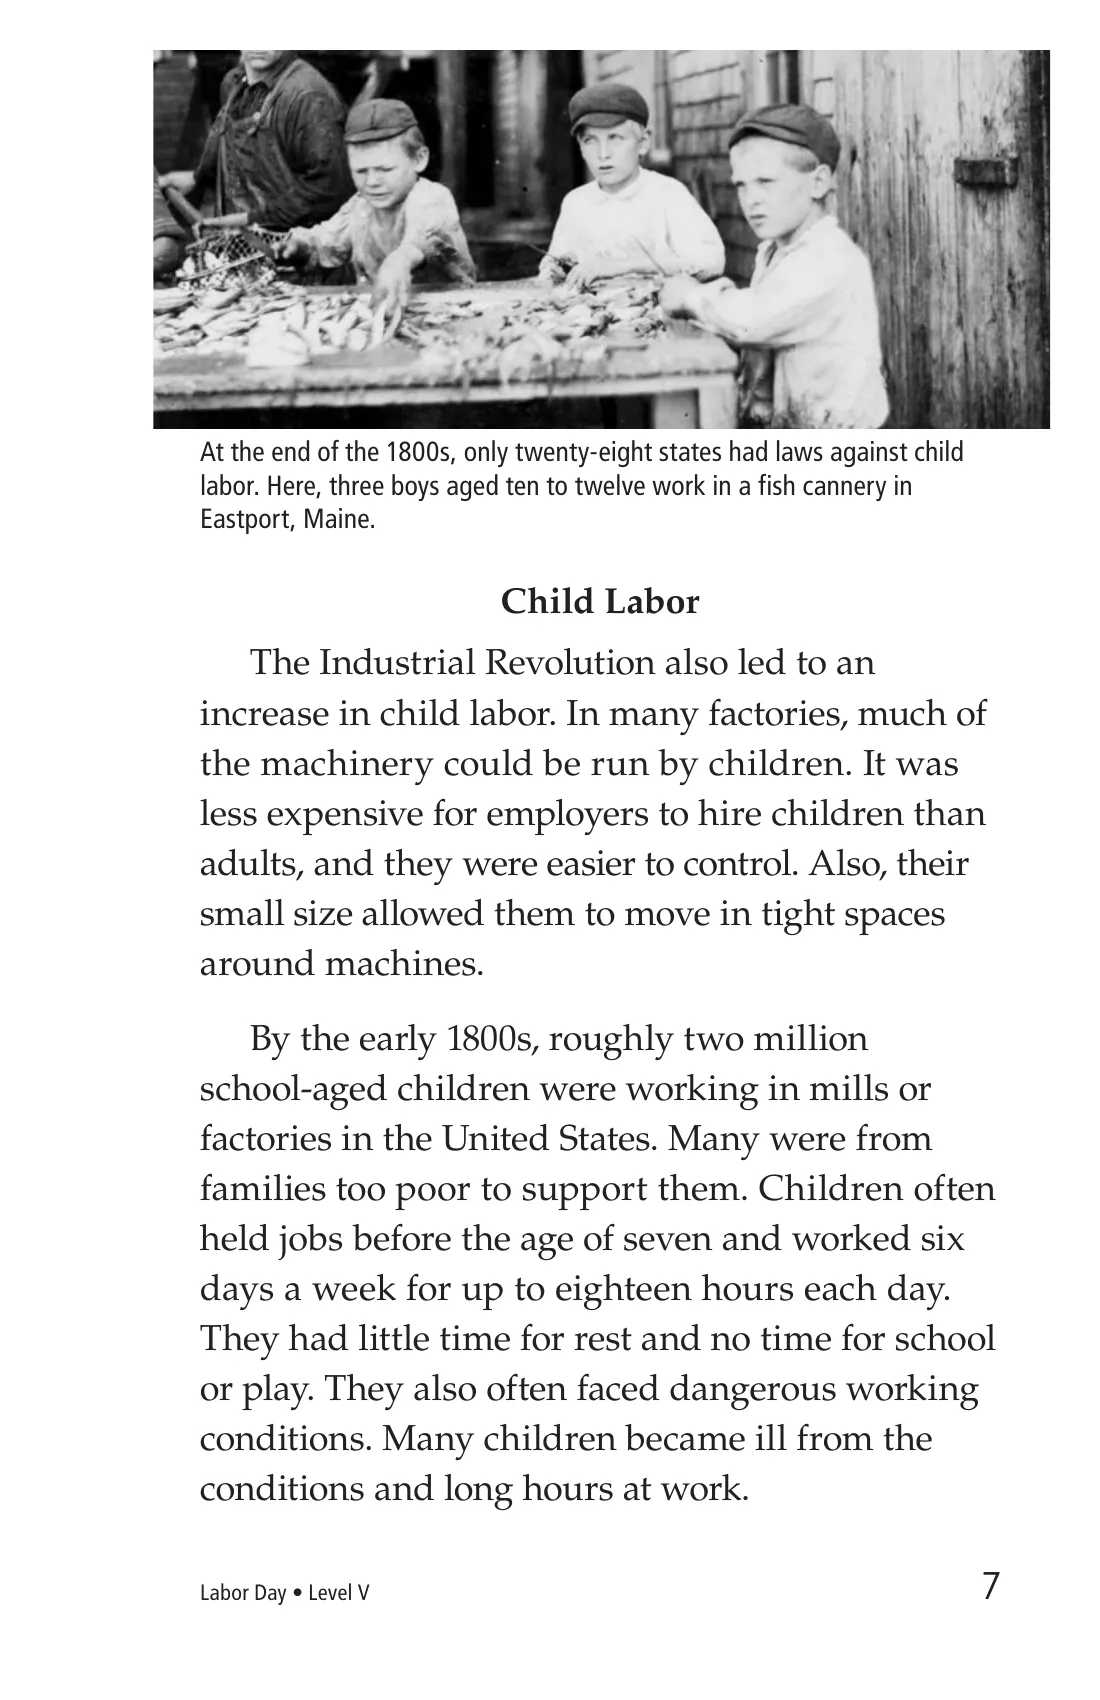 At the end of the 1800s, only twenty-eight states had laws against child
labor. Here, three boys aged ten to twelve work in a fish cannery in
Eastport, Maine.
Child Labor
The Industrial Revolution also led to an
increase in child labor. In many factories, much of
the machinery could be run by children. It was
less expensive for employers to hire children than
adults, and they were easier to control. Also, their
small size allowed them to move in tight spaces
around machines.
By the early 1800s, roughly two million
school-aged children were working in mills or
factories in the United States. Many were from
families too poor to support them. Children often
held jobs before the age of seven and worked six
days a week for up to eighteen hours each day.
They had little time for rest and no time for school
or play. They also often faced dangerous working
conditions. Many children became ill from the
conditions and long hours at work.
Labor Day • Level V
7